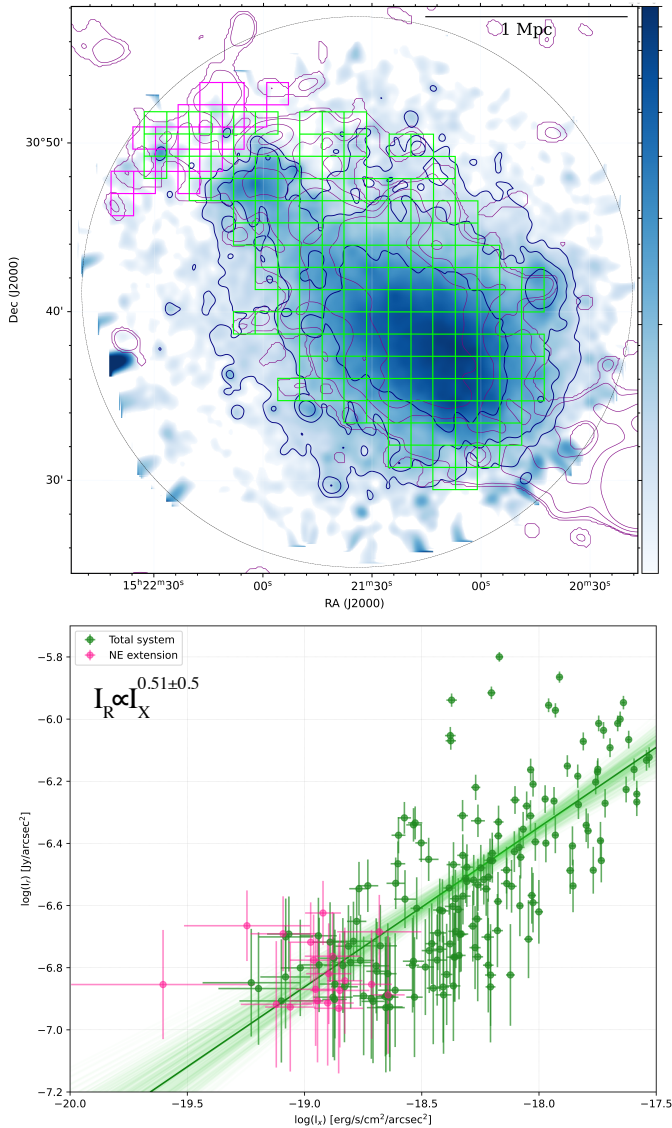 1 Mpc
Dec (J2000)
30°50'
40'
30'
15ʰ22ᵐ30ˢ 00ˢ 21ᵐ30ˢ 00ˢ 20ᵐ30ˢ
RA (J2000)
Total system
NE extension
I_R∝I_X^0.51±0.5
log(Iᵣ) [Jy/arcsec²]
−5.8
−6.0
−6.2
−6.4
−6.6
−6.8
−7.0
−7.2
−20.0 −19.5 −19.0 −18.5 −18.0 −17.5
log(Iₓ) [erg/s/cm²/arcsec²]